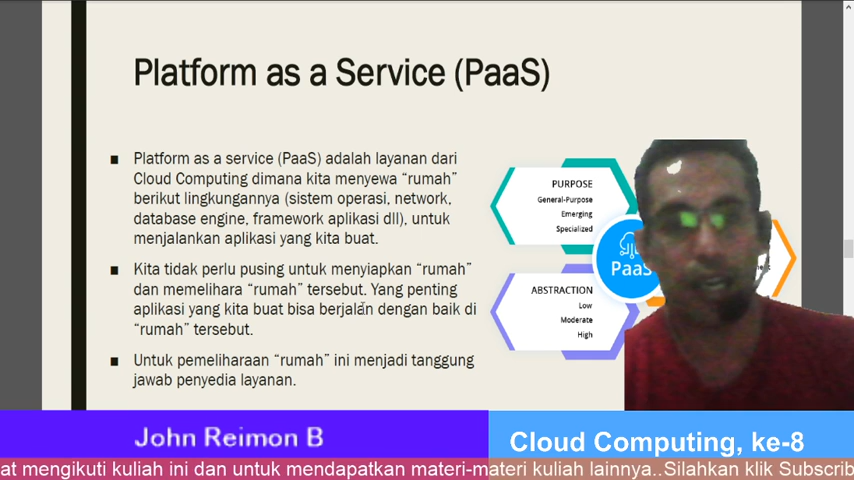 Platform as a Service (PaaS)
Platform as a service (PaaS) adalah layanan dari
Cloud Computing dimana kita menyewa “rumah”
berikut lingkungannya (sistem operasi, network,
database engine, framework aplikasi dll), untuk
menjalankan aplikasi yang kita buat.
Kita tidak perlu pusing untuk menyiapkan “rumah”
dan memelihara “rumah” tersebut. Yang penting
aplikasi yang kita buat bisa berjalan dengan baik di
“rumah” tersebut.
Untuk pemeliharaan “rumah” ini menjadi tanggung
jawab penyedia layanan.
PURPOSE
General-Purpose
Emerging
Specialized
PaaS
ABSTRACTION
Low
Moderate
High
John Reimon B
Cloud Computing, ke-8
at mengikuti kuliah ini dan untuk mendapatkan materi-materi kuliah lainnya..Silahkan klik Subscrib